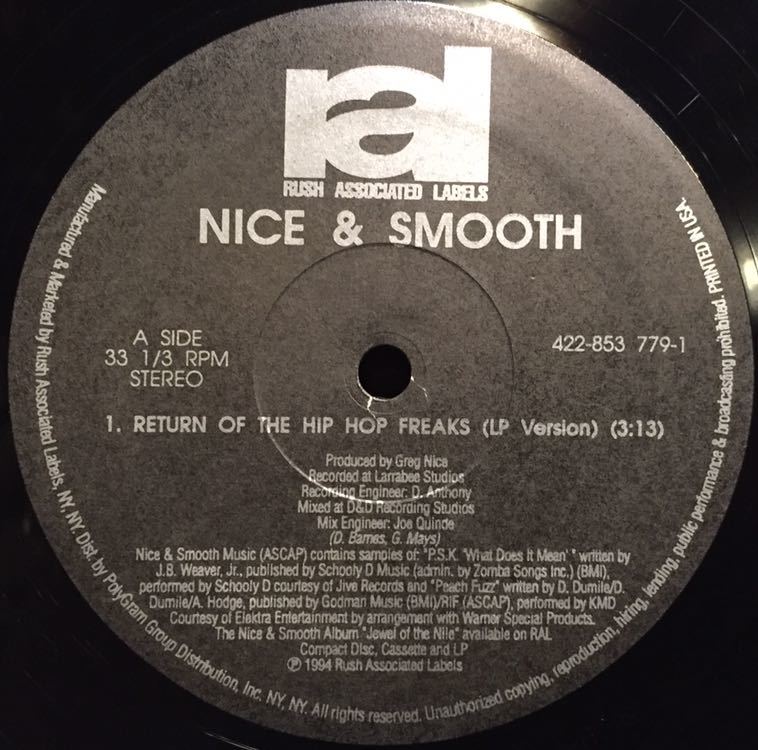 ral
RUSH ASSOCIATED LABELS
NICE & SMOOTH
A SIDE
33 1/3 RPM
STEREO
422-853 779-1
1. RETURN OF THE HIP HOP FREAKS (LP Version) (3:13)
Produced by Greg Nice
Recorded at Larrabee Studios
Recording Engineer: D. Anthony
Mixed at D&D Recording Studios
Mix Engineer: Joe Quinde
(D. Barnes, G. Mays)
Nice & Smooth Music (ASCAP) contains samples of: "P.S.K. 'What Does It Mean' " written by
J.B. Weaver, Jr., published by Schooly D Music (admin. by Zomba Songs Inc.) (BMI),
performed by Schooly D courtesy of Jive Records and "Peach Fuzz" written by D. Dumile/D.
Dumile/A. Hodge, published by Godman Music (BMI)/RIF (ASCAP), performed by KMD
Courtesy of Elektra Entertainment by arrangement with Warner Special Products.
The Nice & Smooth Album "Jewel of the Nile" available on RAL
Compact Disc, Cassette and LP
℗ 1994 Rush Associated Labels
Manufactured & Marketed by Rush Associated Labels, NY, NY. Dist. by PolyGram Group Distribution, Inc. NY, NY. All rights reserved. Unauthorized copying, reproduction, hiring, lending, public performance & broadcasting prohibited. PRINTED IN USA.